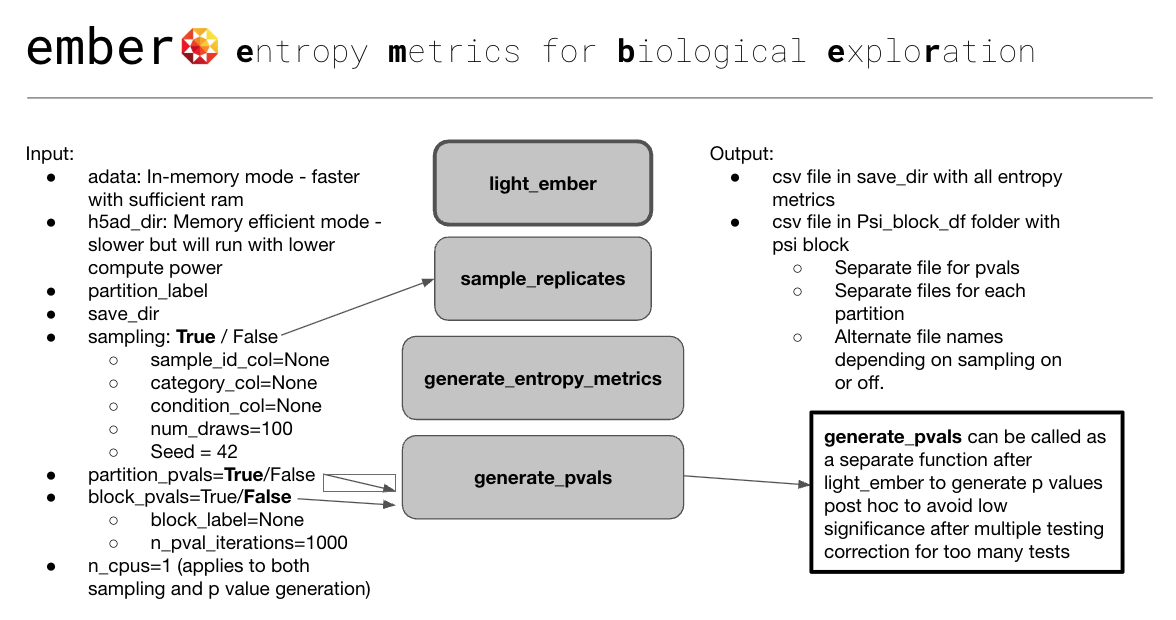 ember entropy metrics for biological exploration
Input:
● adata: In-memory mode - faster
with sufficient ram
● h5ad_dir: Memory efficient mode -
slower but will run with lower
compute power
● partition_label
● save_dir
● sampling: True / False
○ sample_id_col=None
○ category_col=None
○ condition_col=None
○ num_draws=100
○ Seed = 42
● partition_pvals=True/False
● block_pvals=True/False
○ block_label=None
○ n_pval_iterations=1000
● n_cpus=1 (applies to both
sampling and p value generation)
light_ember
sample_replicates
generate_entropy_metrics
generate_pvals
Output:
● csv file in save_dir with all entropy
metrics
● csv file in Psi_block_df folder with
psi block
○ Separate file for pvals
○ Separate files for each
partition
○ Alternate file names
depending on sampling on
or off.
generate_pvals can be called as
a separate function after
light_ember to generate p values
post hoc to avoid low
significance after multiple testing
correction for too many tests